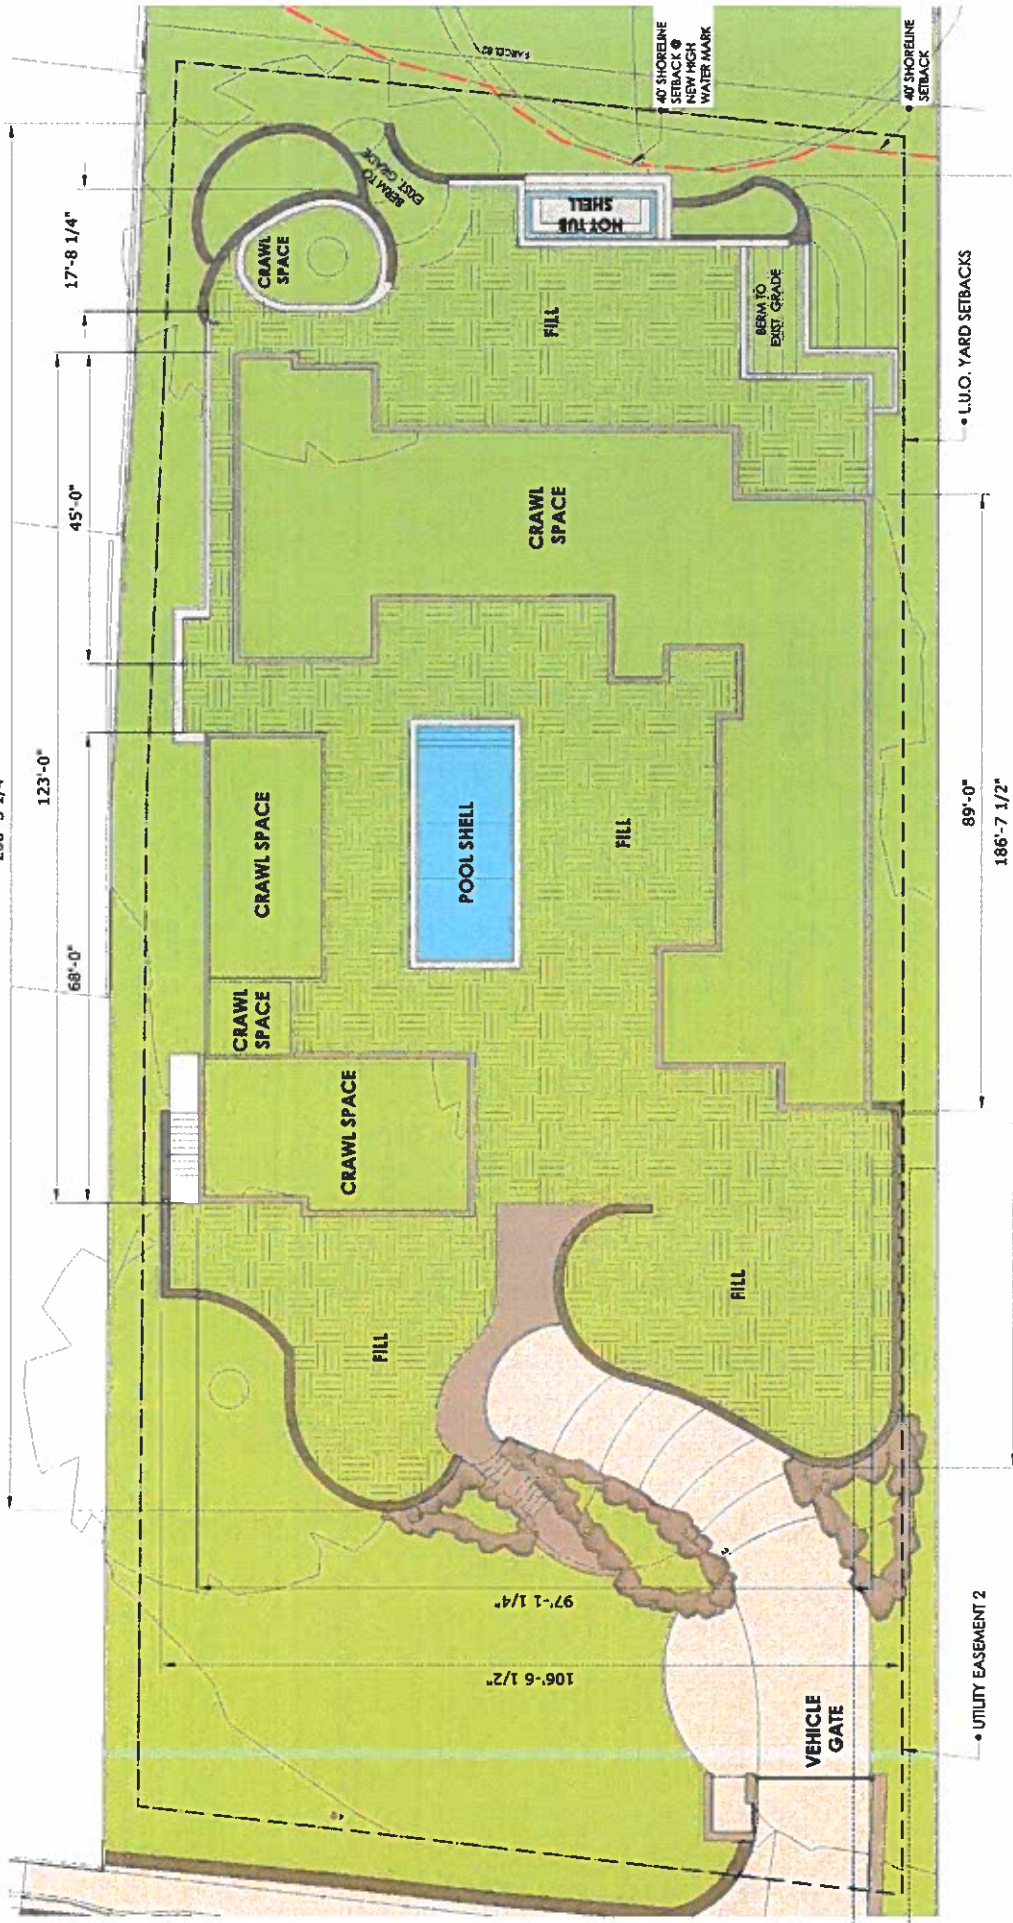 PARCEL 83
40' SHORELINE
SETBACK @
NEW HIGH
WATER MARK
40' SHORELINE
SETBACK
17'-8 1/4"
BERM TO
EXIST. GRADE
CRAWL
SPACE
HOT TUB
SHELL
FILL
BERM TO
EXIST. GRADE
• L.U.O. YARD SETBACKS
45'-0"
CRAWL
SPACE
123'-0"
68'-0"
CRAWL SPACE
POOL SHELL
FILL
89'-0"
186'-7 1/2"
CRAWL
SPACE
CRAWL SPACE
FILL
FILL
97'-1 1/4"
106'-6 1/2"
VEHICLE
GATE
• UTILITY EASEMENT 2